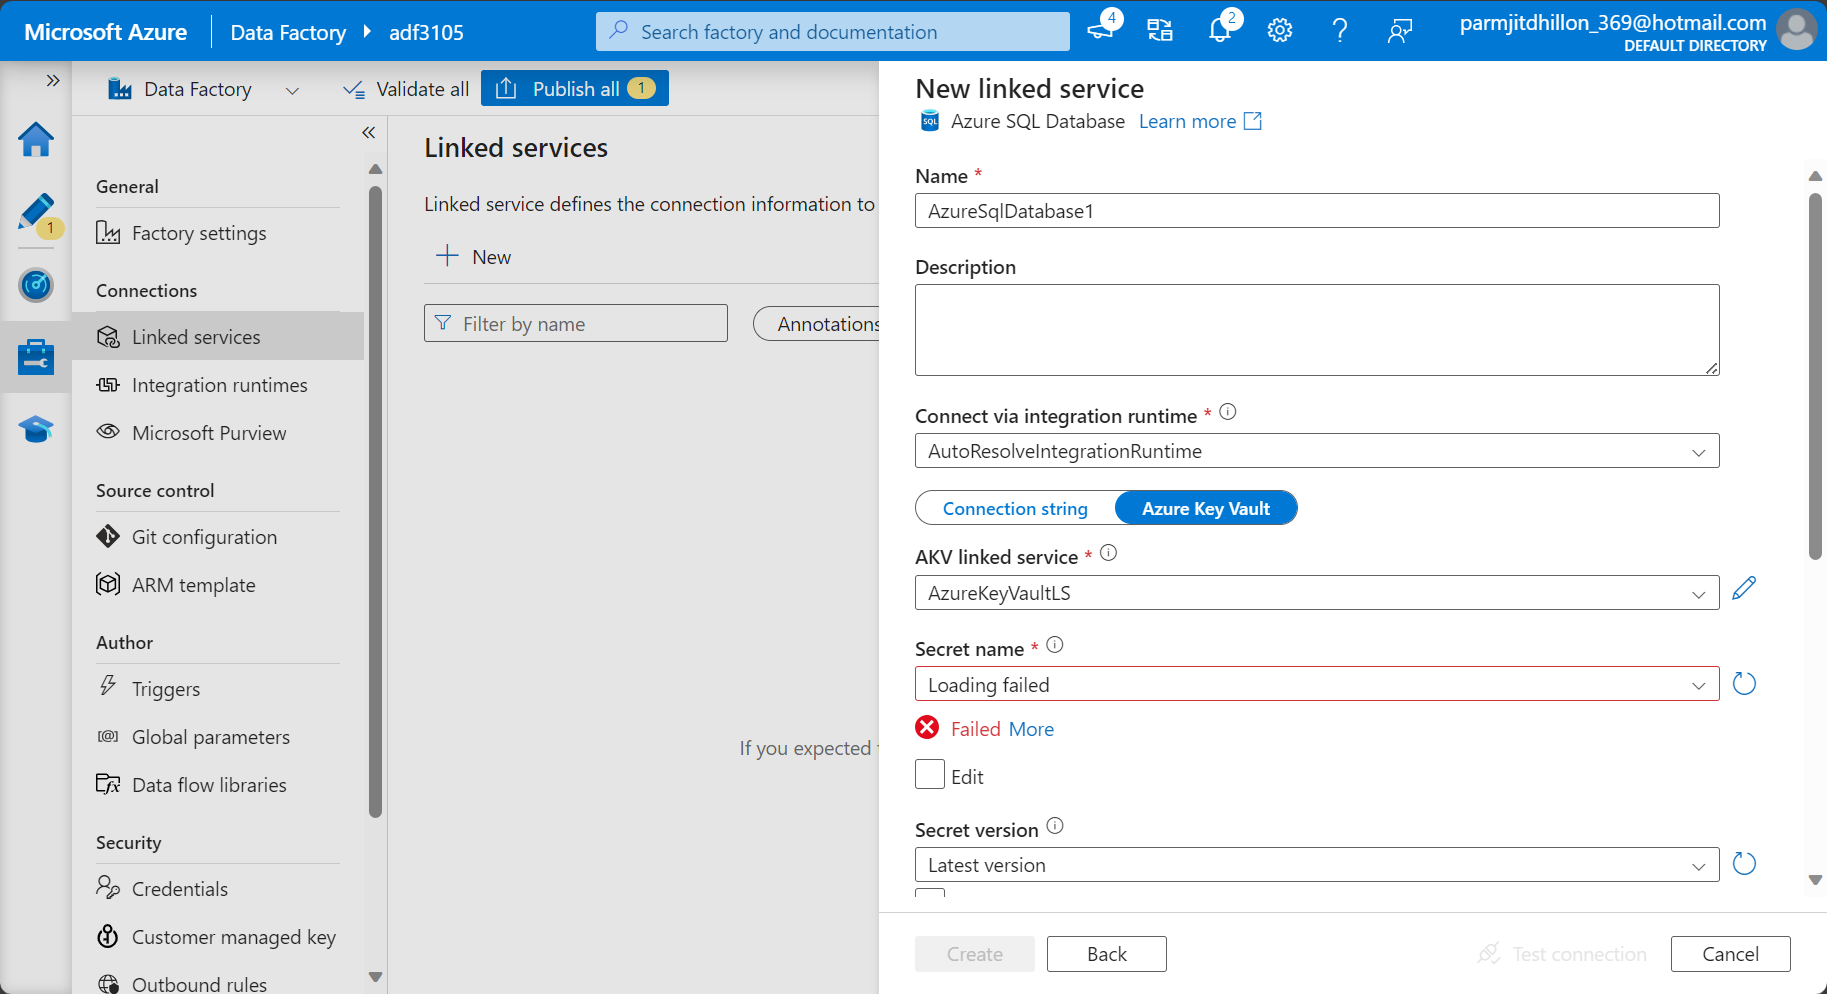 Microsoft Azure
Data Factory
adf3105
Search factory and documentation
4
2
parmjitdhillon_369@hotmail.com
DEFAULT DIRECTORY
Data Factory
Validate all
Publish all
1
1
General
Factory settings
Connections
Linked services
Integration runtimes
Microsoft Purview
Source control
Git configuration
ARM template
Author
Triggers
Global parameters
Data flow libraries
Security
Credentials
Customer managed key
Outbound rules
Linked services
Linked service defines the connection information to
New
Filter by name
Annotations
If you expected
New linked service
SQL
Azure SQL Database
Learn more
Name *
AzureSqlDatabase1
Description
Connect via integration runtime *
AutoResolveIntegrationRuntime
Connection string
Azure Key Vault
AKV linked service *
AzureKeyVaultLS
Secret name *
Loading failed
Failed More
Edit
Secret version
Latest version
Create
Back
Test connection
Cancel